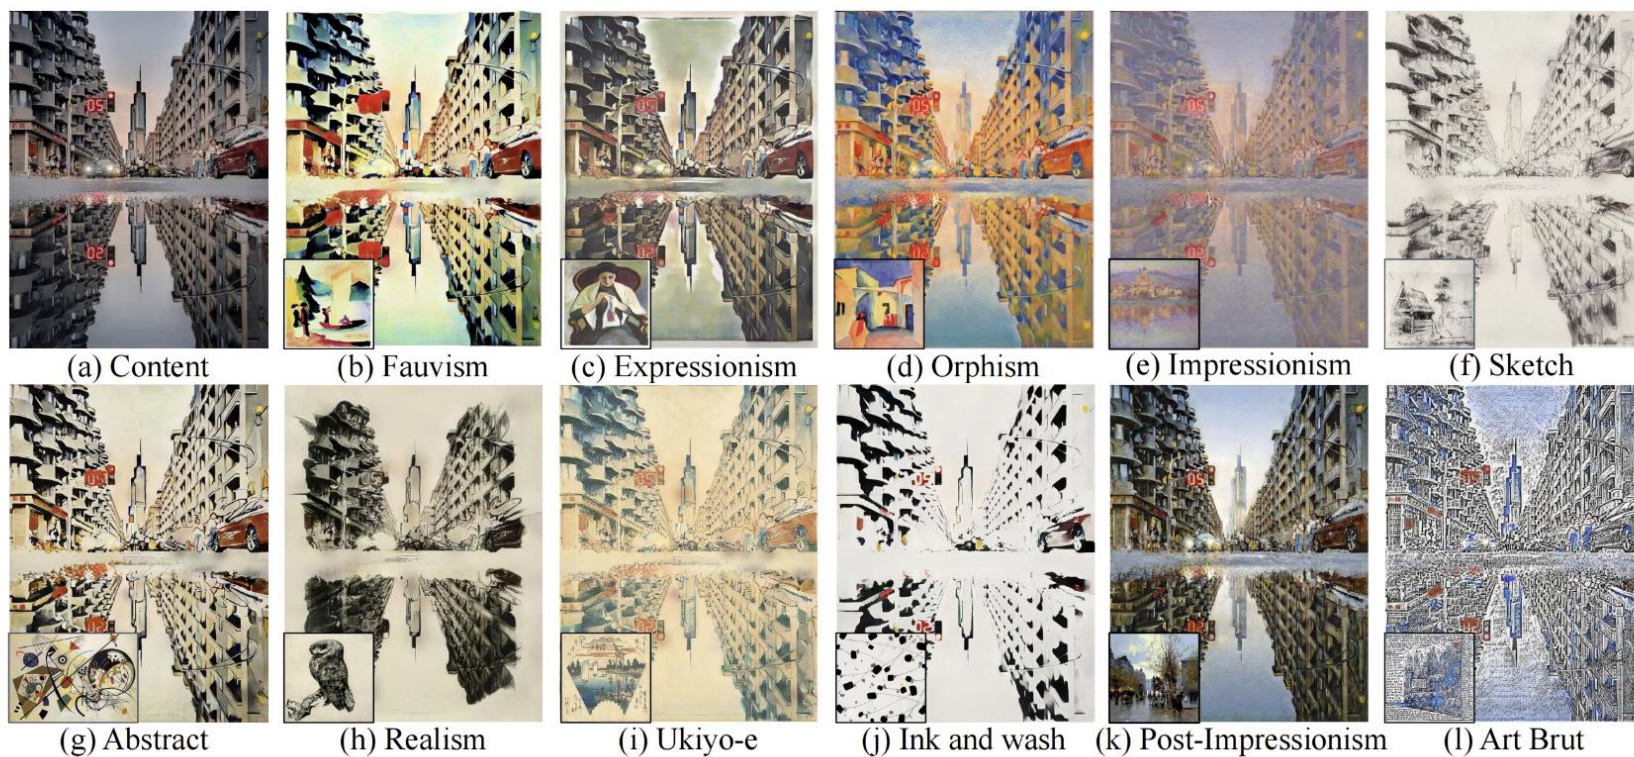 (a) Content
(b) Fauvism
(c) Expressionism
(d) Orphism
(e) Impressionism
(f) Sketch
(g) Abstract
(h) Realism
(i) Ukiyo-e
(j) Ink and wash
(k) Post-Impressionism
(l) Art Brut